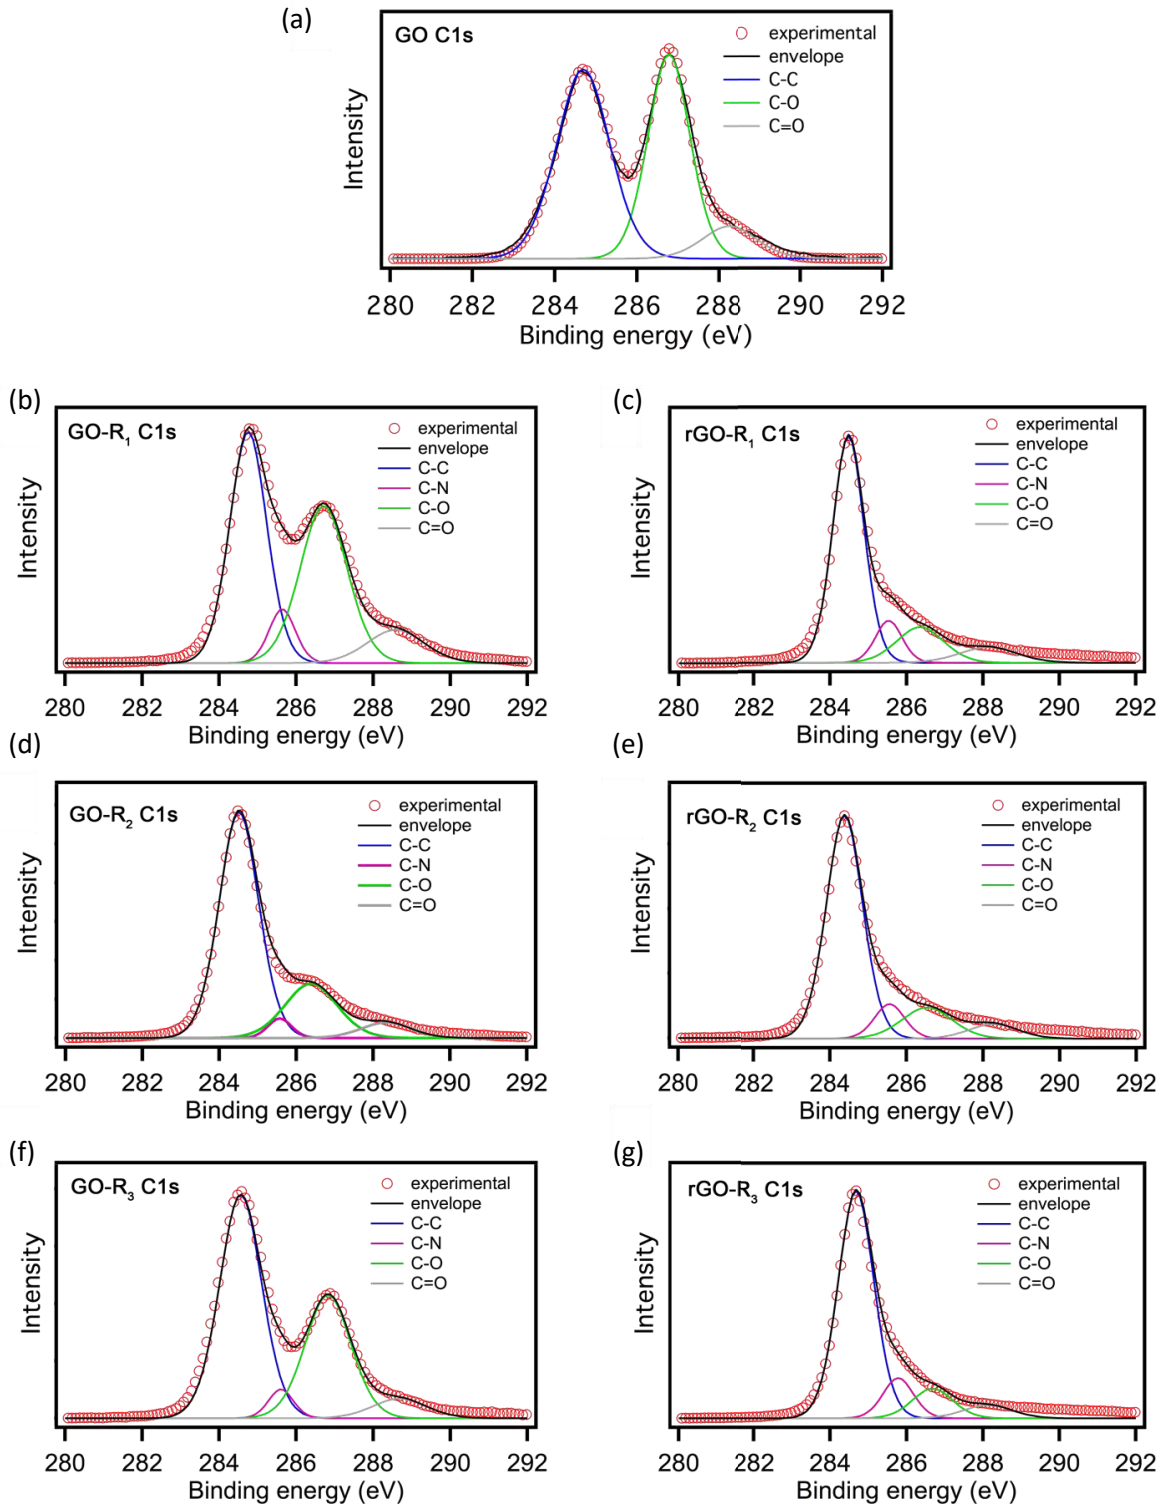 (a)
GO C1s
experimental
envelope
C-C
C-O
C=O
Intensity
280 282 284 286 288 290 292
Binding energy (eV)
(b)
GO-R1 C1s
experimental
envelope
C-C
C-N
C-O
C=O
Intensity
280 282 284 286 288 290 292
Binding energy (eV)
(c)
rGO-R1 C1s
experimental
envelope
C-C
C-N
C-O
C=O
Intensity
280 282 284 286 288 290 292
Binding energy (eV)
(d)
GO-R2 C1s
experimental
envelope
C-C
C-N
C-O
C=O
Intensity
280 282 284 286 288 290 292
Binding energy (eV)
(e)
rGO-R2 C1s
experimental
envelope
C-C
C-N
C-O
C=O
Intensity
280 282 284 286 288 290 292
Binding energy (eV)
(f)
GO-R3 C1s
experimental
envelope
C-C
C-N
C-O
C=O
Intensity
280 282 284 286 288 290 292
Binding energy (eV)
(g)
rGO-R3 C1s
experimental
envelope
C-C
C-N
C-O
C=O
Intensity
280 282 284 286 288 290 292
Binding energy (eV)